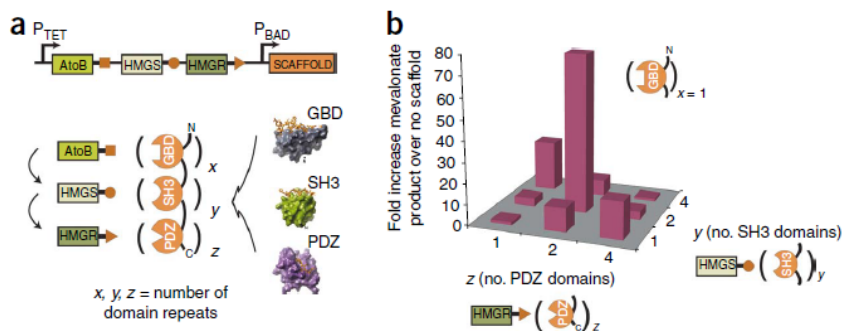 a
P_TET
P_BAD
AtoB
HMGS
HMGR
SCAFFOLD
GBD
SH3
PDZ
AtoB
HMGS
HMGR
N
GBD
x
SH3
y
PDZ
C
z
x, y, z = number of
domain repeats
b
Fold increase mevalonate
product over no scaffold
80
70
60
50
40
30
20
10
0
1
2
4
1
2
4
N
GBD
x = 1
y (no. SH3 domains)
HMGS
SH3
y
z (no. PDZ domains)
HMGR
PDZ
C
z